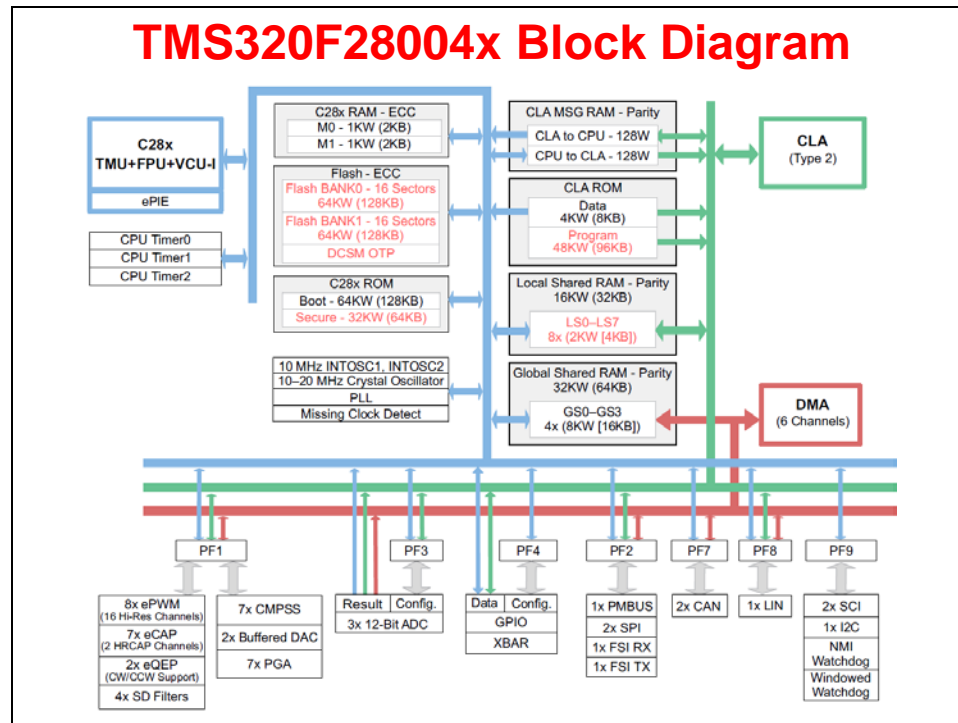 TMS320F28004x Block Diagram
C28x
TMU+FPU+VCU-I
ePIE
CPU Timer0
CPU Timer1
CPU Timer2
C28x RAM - ECC
M0 - 1KW (2KB)
M1 - 1KW (2KB)
Flash - ECC
Flash BANK0 - 16 Sectors
64KW (128KB)
Flash BANK1 - 16 Sectors
64KW (128KB)
DCSM OTP
C28x ROM
Boot - 64KW (128KB)
Secure - 32KW (64KB)
10 MHz INTOSC1, INTOSC2
10–20 MHz Crystal Oscillator
PLL
Missing Clock Detect
CLA MSG RAM - Parity
CLA to CPU - 128W
CPU to CLA - 128W
CLA ROM
Data
4KW (8KB)
Program
48KW (96KB)
Local Shared RAM - Parity
16KW (32KB)
LS0–LS7
8x (2KW [4KB])
Global Shared RAM - Parity
32KW (64KB)
GS0–GS3
4x (8KW [16KB])
CLA
(Type 2)
DMA
(6 Channels)
PF1
PF3
PF4
PF2
PF7
PF8
PF9
8x ePWM
(16 Hi-Res Channels)
7x eCAP
(2 HRCAP Channels)
2x eQEP
(CW/CCW Support)
4x SD Filters
7x CMPSS
2x Buffered DAC
7x PGA
Result Config.
3x 12-Bit ADC
Data Config.
GPIO
XBAR
1x PMBUS
2x SPI
1x FSI RX
1x FSI TX
2x CAN
1x LIN
2x SCI
1x I2C
NMI
Watchdog
Windowed
Watchdog